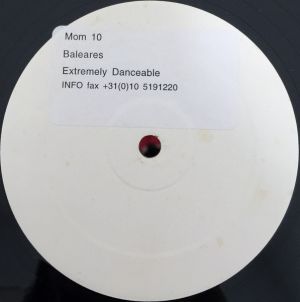 Mom 10
Baleares
Extremely Danceable
INFO fax +31(0)10 5191220